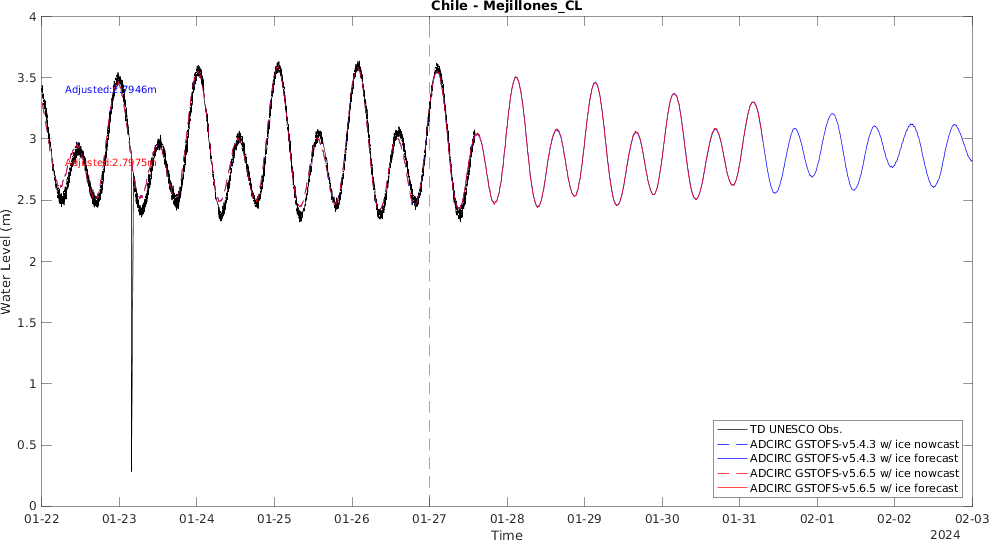 Chile - Mejillones_CL
4
3.5
3
2.5
2
1.5
1
0.5
0
Water Level (m)
Adjusted:2.7946m
Adjusted:2.7975m
TD UNESCO Obs.
ADCIRC GSTOFS-v5.4.3 w/ ice nowcast
ADCIRC GSTOFS-v5.4.3 w/ ice forecast
ADCIRC GSTOFS-v5.6.5 w/ ice nowcast
ADCIRC GSTOFS-v5.6.5 w/ ice forecast
01-22 01-23 01-24 01-25 01-26 01-27 01-28 01-29 01-30 01-31 02-01 02-02 02-03
Time
2024